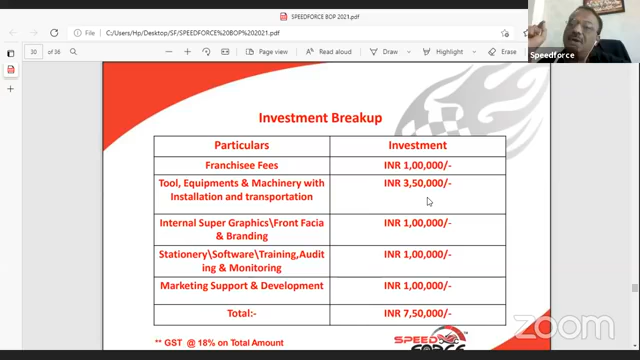 SPEEDFORCE BOP 2021.pdf
File
C:/Users/Hp/Desktop/SF/SPEEDFORCE%20BOP%202021.pdf
30 of 36
Page view
Read aloud
Draw
Highlight
Erase
Speedforce
Investment Breakup
Particulars Investment
Franchisee Fees INR 1,00,000/-
Tool, Equipments & Machinery with INR 3,50,000/-
Installation and transportation
Internal Super Graphics\Front Facia INR 1,00,000/-
& Branding
Stationery\Software\Training,Audit INR 1,00,000/-
ing & Monitoring
Marketing Support & Development INR 1,00,000/-
Total:- INR 7,50,000/-
** GST @ 18% on Total Amount
SPEED
FORCE
zoom